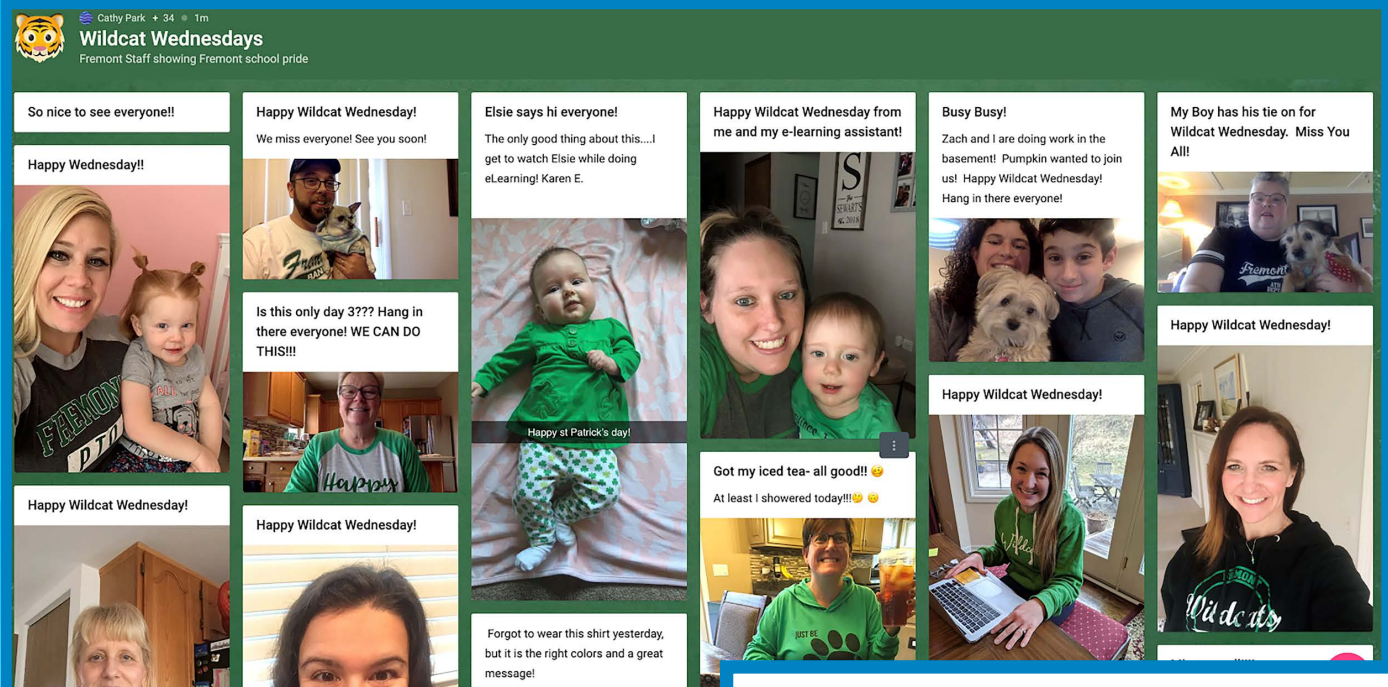 Cathy Park + 34 1m
Wildcat Wednesdays
Fremont Staff showing Fremont school pride
So nice to see everyone!!
Happy Wednesday!!
FREMONT
ALL
Happy Wildcat Wednesday!
Happy Wildcat Wednesday!
We miss everyone! See you soon!
Is this only day 3??? Hang in
there everyone! WE CAN DO
THIS!!!
Happy
Happy Wildcat Wednesday!
Elsie says hi everyone!
The only good thing about this....I
get to watch Elsie while doing
eLearning! Karen E.
Happy st Patrick's day!
Forgot to wear this shirt yesterday,
but it is the right colors and a great
message!
Happy Wildcat Wednesday from
me and my e-learning assistant!
S
2018
Got my iced tea- all good!! 🥴
At least I showered today!!!🤔 🙃
JUST BE
Busy Busy!
Zach and I are doing work in the
basement! Pumpkin wanted to join
us! Happy Wildcat Wednesday!
Hang in there everyone!
Happy Wildcat Wednesday!
My Boy has his tie on for
Wildcat Wednesday. Miss You
All!
Fremont
Happy Wildcat Wednesday!
Wildcats